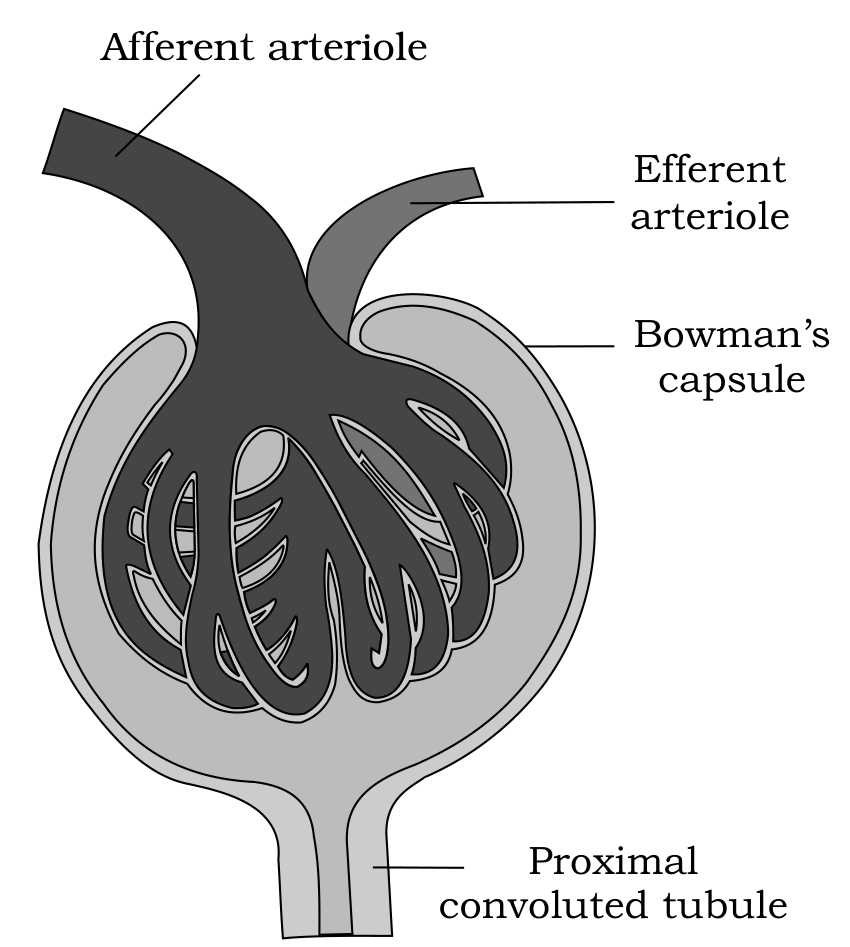 Afferent arteriole
Efferent
arteriole
Bowman’s
capsule
Proximal
convoluted tubule